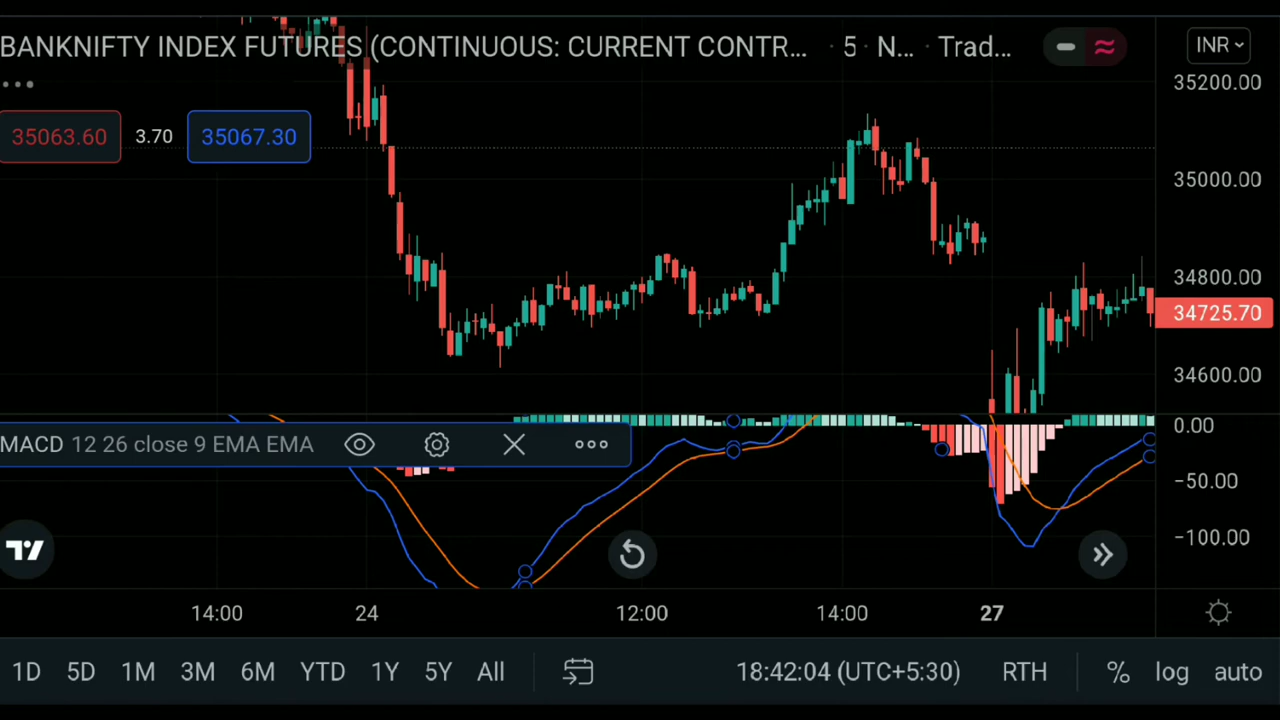 BANKNIFTY INDEX FUTURES (CONTINUOUS: CURRENT CONTR... · 5 · N... · Trad...
INR
35063.60 3.70 35067.30
35200.00
35000.00
34800.00
34725.70
34600.00
MACD 12 26 close 9 EMA EMA
0.00
−50.00
−100.00
14:00 24 12:00 14:00 27
1D 5D 1M 3M 6M YTD 1Y 5Y All 18:42:04 (UTC+5:30) RTH % log auto